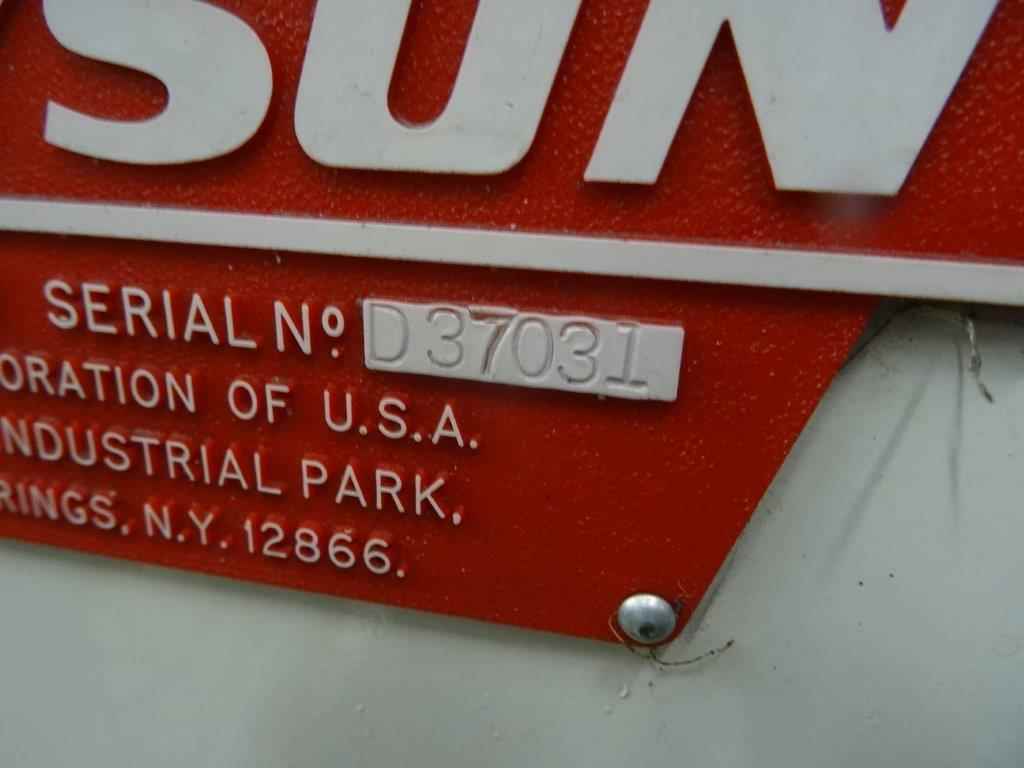 SUN
SERIAL Nº. D37031
ORATION OF U.S.A.
NDUSTRIAL PARK,
RINGS, N.Y. 12866.